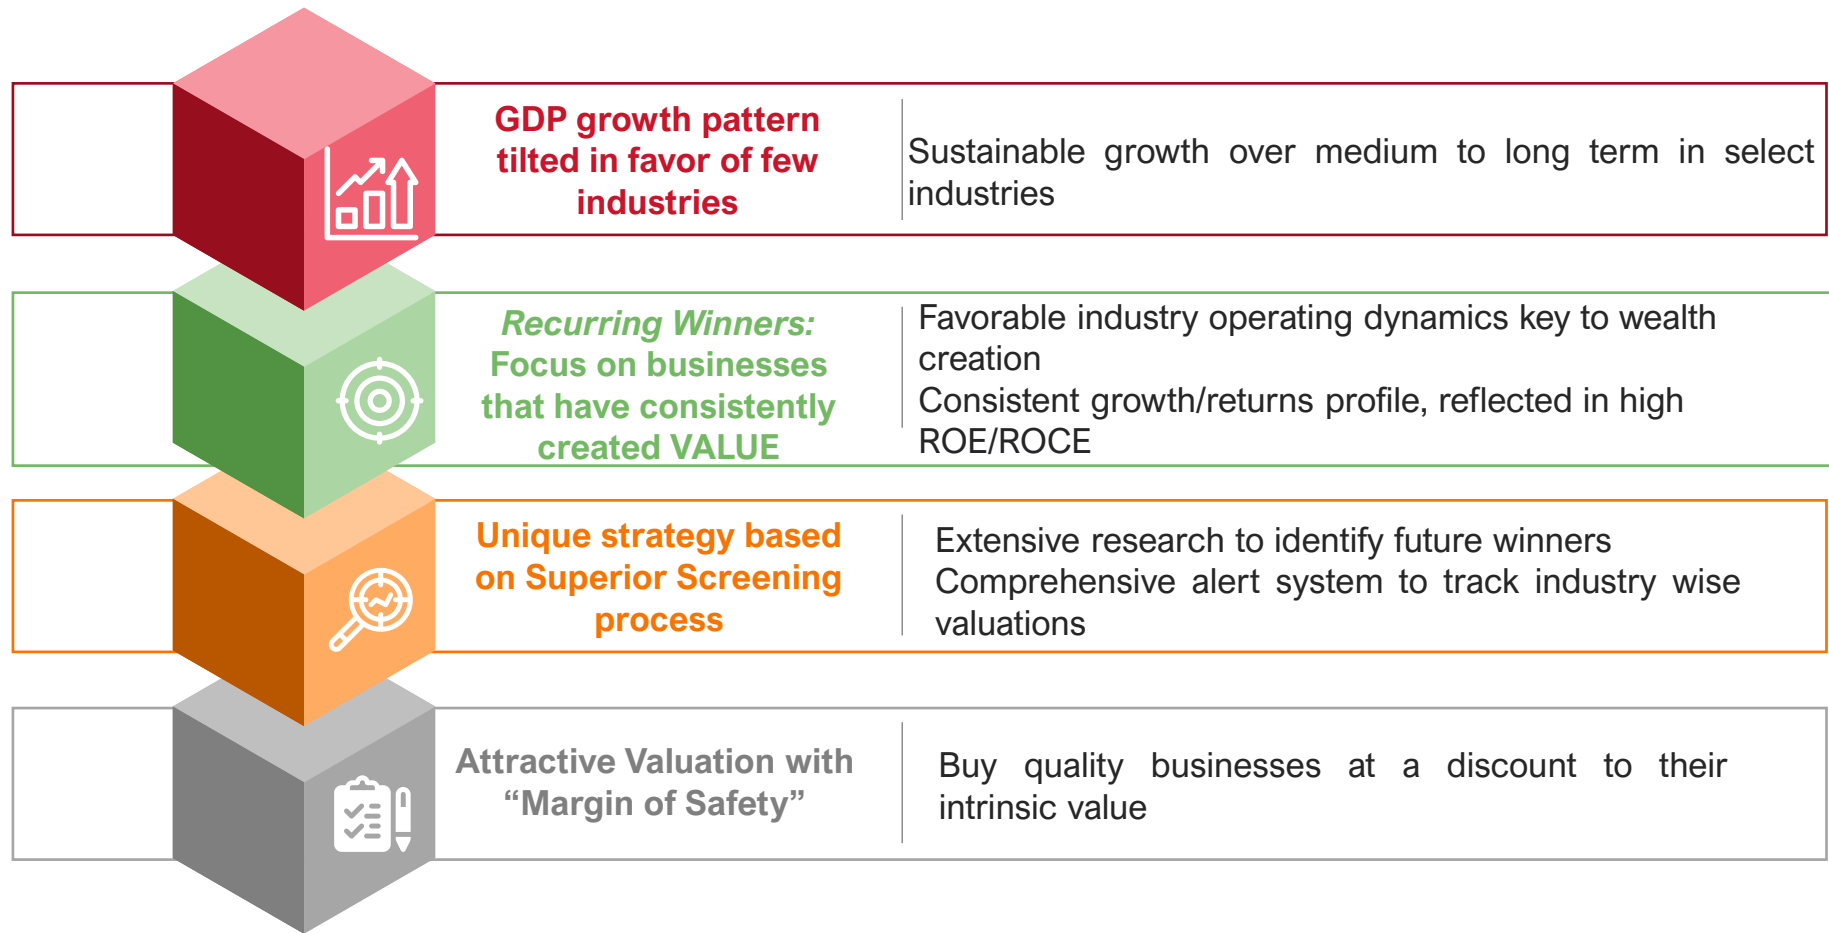 GDP growth pattern
tilted in favor of few
industries
Sustainable growth over medium to long term in select
industries
Recurring Winners:
Focus on businesses
that have consistently
created VALUE
Favorable industry operating dynamics key to wealth
creation
Consistent growth/returns profile, reflected in high
ROE/ROCE
Unique strategy based
on Superior Screening
process
Extensive research to identify future winners
Comprehensive alert system to track industry wise
valuations
Attractive Valuation with
“Margin of Safety”
Buy quality businesses at a discount to their
intrinsic value